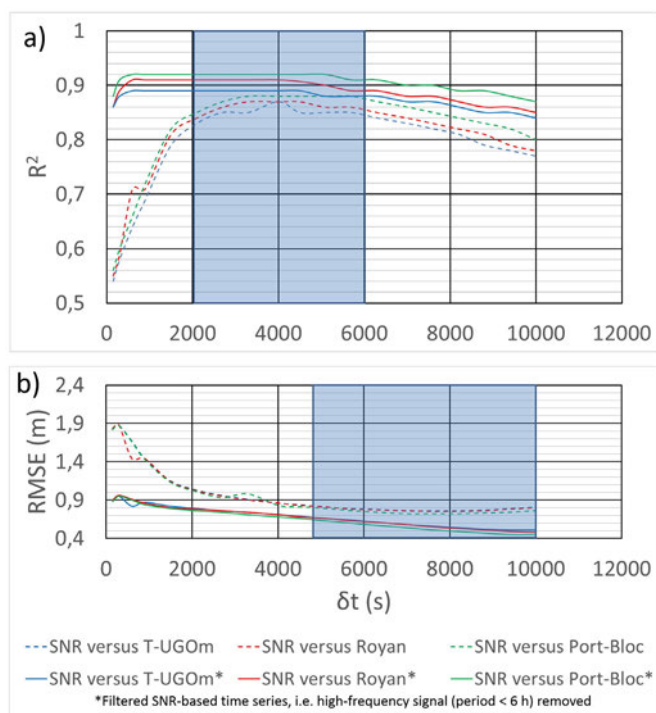 a)
1
0,9
0,8
0,7
0,6
0,5
R²
0 2000 4000 6000 8000 10000 12000
b)
2,4
1,9
1,4
0,9
0,4
RMSE (m)
0 2000 4000 6000 8000 10000 12000
δt (s)
SNR versus T-UGOm SNR versus Royan SNR versus Port-Bloc
SNR versus T-UGOm* SNR versus Royan* SNR versus Port-Bloc*
*Filtered SNR-based time series, i.e. high-frequency signal (period < 6 h) removed